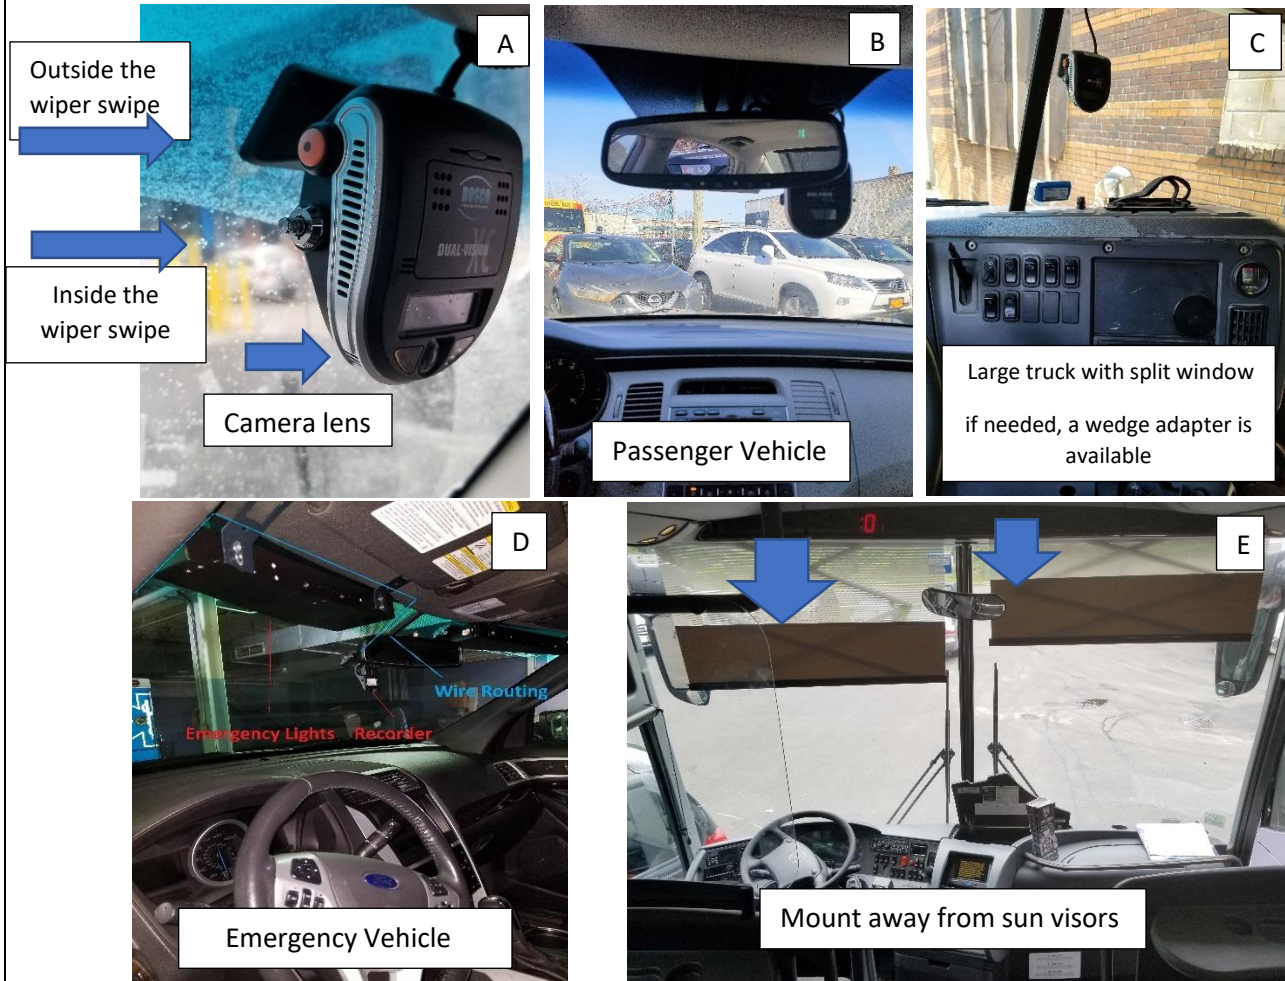 A
Outside the
wiper swipe
Inside the
wiper swipe
Camera lens
ROSCO
DUAL-VISION
XC
B
Passenger Vehicle
C
Large truck with split window
if needed, a wedge adapter is
available
D
Wire Routing
Emergency Lights
Recorder
Emergency Vehicle
E
0
Mount away from sun visors